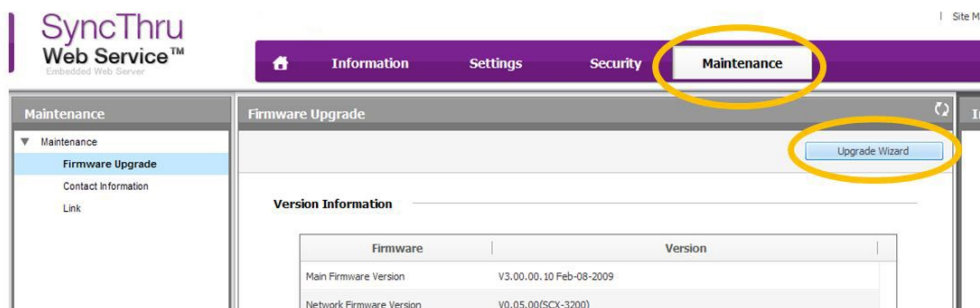 Site M
SyncThru
Web Service™
Embedded Web Server
Information Settings Security Maintenance
Maintenance
Firmware Upgrade
Maintenance
Firmware Upgrade
Contact Information
Link
Upgrade Wizard
Version Information
Firmware Version
Main Firmware Version V3.00.00.10 Feb-08-2009
Network Firmware Version V0.05.00(SCX-3200)